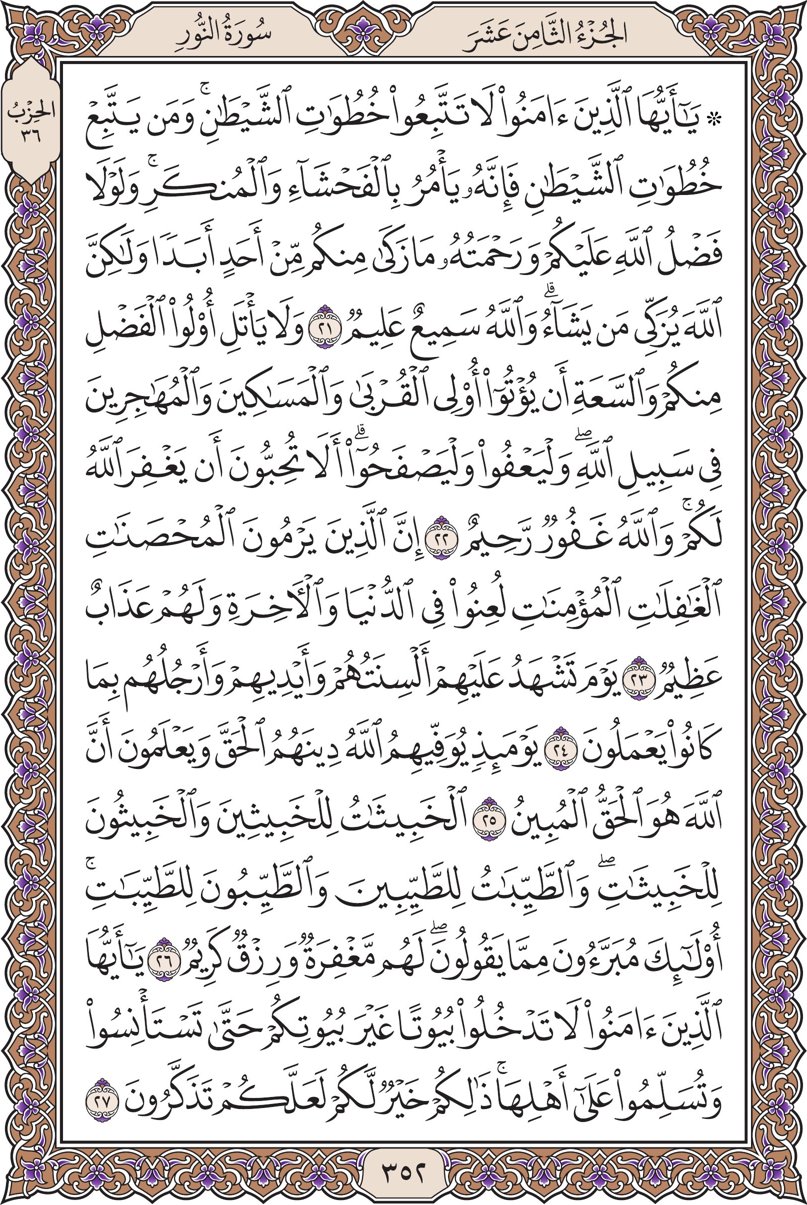 الجُزْءُ الثَّامِنَ عَشَرَ
سُورَةُ النُّورِ
الحِزْبُ
٣٦
۞ يَـٰٓأَيُّهَا ٱلَّذِينَ ءَامَنُوا۟ لَا تَتَّبِعُوا۟ خُطُوَٰتِ ٱلشَّيْطَـٰنِ ۚ وَمَن يَتَّبِعْ
خُطُوَٰتِ ٱلشَّيْطَـٰنِ فَإِنَّهُۥ يَأْمُرُ بِٱلْفَحْشَآءِ وَٱلْمُنكَرِ ۚ وَلَوْلَا
فَضْلُ ٱللَّهِ عَلَيْكُمْ وَرَحْمَتُهُۥ مَا زَكَىٰ مِنكُم مِّنْ أَحَدٍ أَبَدًا وَلَـٰكِنَّ
ٱللَّهَ يُزَكِّى مَن يَشَآءُ ۗ وَٱللَّهُ سَمِيعٌ عَلِيمٌ ٢١ وَلَا يَأْتَلِ أُو۟لُوا۟ ٱلْفَضْلِ
مِنكُمْ وَٱلسَّعَةِ أَن يُؤْتُوٓا۟ أُو۟لِى ٱلْقُرْبَىٰ وَٱلْمَسَـٰكِينَ وَٱلْمُهَـٰجِرِينَ
فِى سَبِيلِ ٱللَّهِ ۖ وَلْيَعْفُوا۟ وَلْيَصْفَحُوٓا۟ ۗ أَلَا تُحِبُّونَ أَن يَغْفِرَ ٱللَّهُ
لَكُمْ ۚ وَٱللَّهُ غَفُورٌ رَّحِيمٌ ٢٢ إِنَّ ٱلَّذِينَ يَرْمُونَ ٱلْمُحْصَنَـٰتِ
ٱلْغَـٰفِلَـٰتِ ٱلْمُؤْمِنَـٰتِ لُعِنُوا۟ فِى ٱلدُّنْيَا وَٱلْـَٔاخِرَةِ وَلَهُمْ عَذَابٌ
عَظِيمٌ ٢٣ يَوْمَ تَشْهَدُ عَلَيْهِمْ أَلْسِنَتُهُمْ وَأَيْدِيهِمْ وَأَرْجُلُهُم بِمَا
كَانُوا۟ يَعْمَلُونَ ٢٤ يَوْمَئِذٍ يُوَفِّيهِمُ ٱللَّهُ دِينَهُمُ ٱلْحَقَّ وَيَعْلَمُونَ أَنَّ
ٱللَّهَ هُوَ ٱلْحَقُّ ٱلْمُبِينُ ٢٥ ٱلْخَبِيثَـٰتُ لِلْخَبِيثِينَ وَٱلْخَبِيثُونَ
لِلْخَبِيثَـٰتِ ۖ وَٱلطَّيِّبَـٰتُ لِلطَّيِّبِينَ وَٱلطَّيِّبُونَ لِلطَّيِّبَـٰتِ ۚ
أُو۟لَـٰٓئِكَ مُبَرَّءُونَ مِمَّا يَقُولُونَ ۖ لَهُم مَّغْفِرَةٌ وَرِزْقٌ كَرِيمٌ ٢٦ يَـٰٓأَيُّهَا
ٱلَّذِينَ ءَامَنُوا۟ لَا تَدْخُلُوا۟ بُيُوتًا غَيْرَ بُيُوتِكُمْ حَتَّىٰ تَسْتَأْنِسُوا۟
وَتُسَلِّمُوا۟ عَلَىٰٓ أَهْلِهَا ۚ ذَٰلِكُمْ خَيْرٌ لَّكُمْ لَعَلَّكُمْ تَذَكَّرُونَ ٢٧
٣٥٢